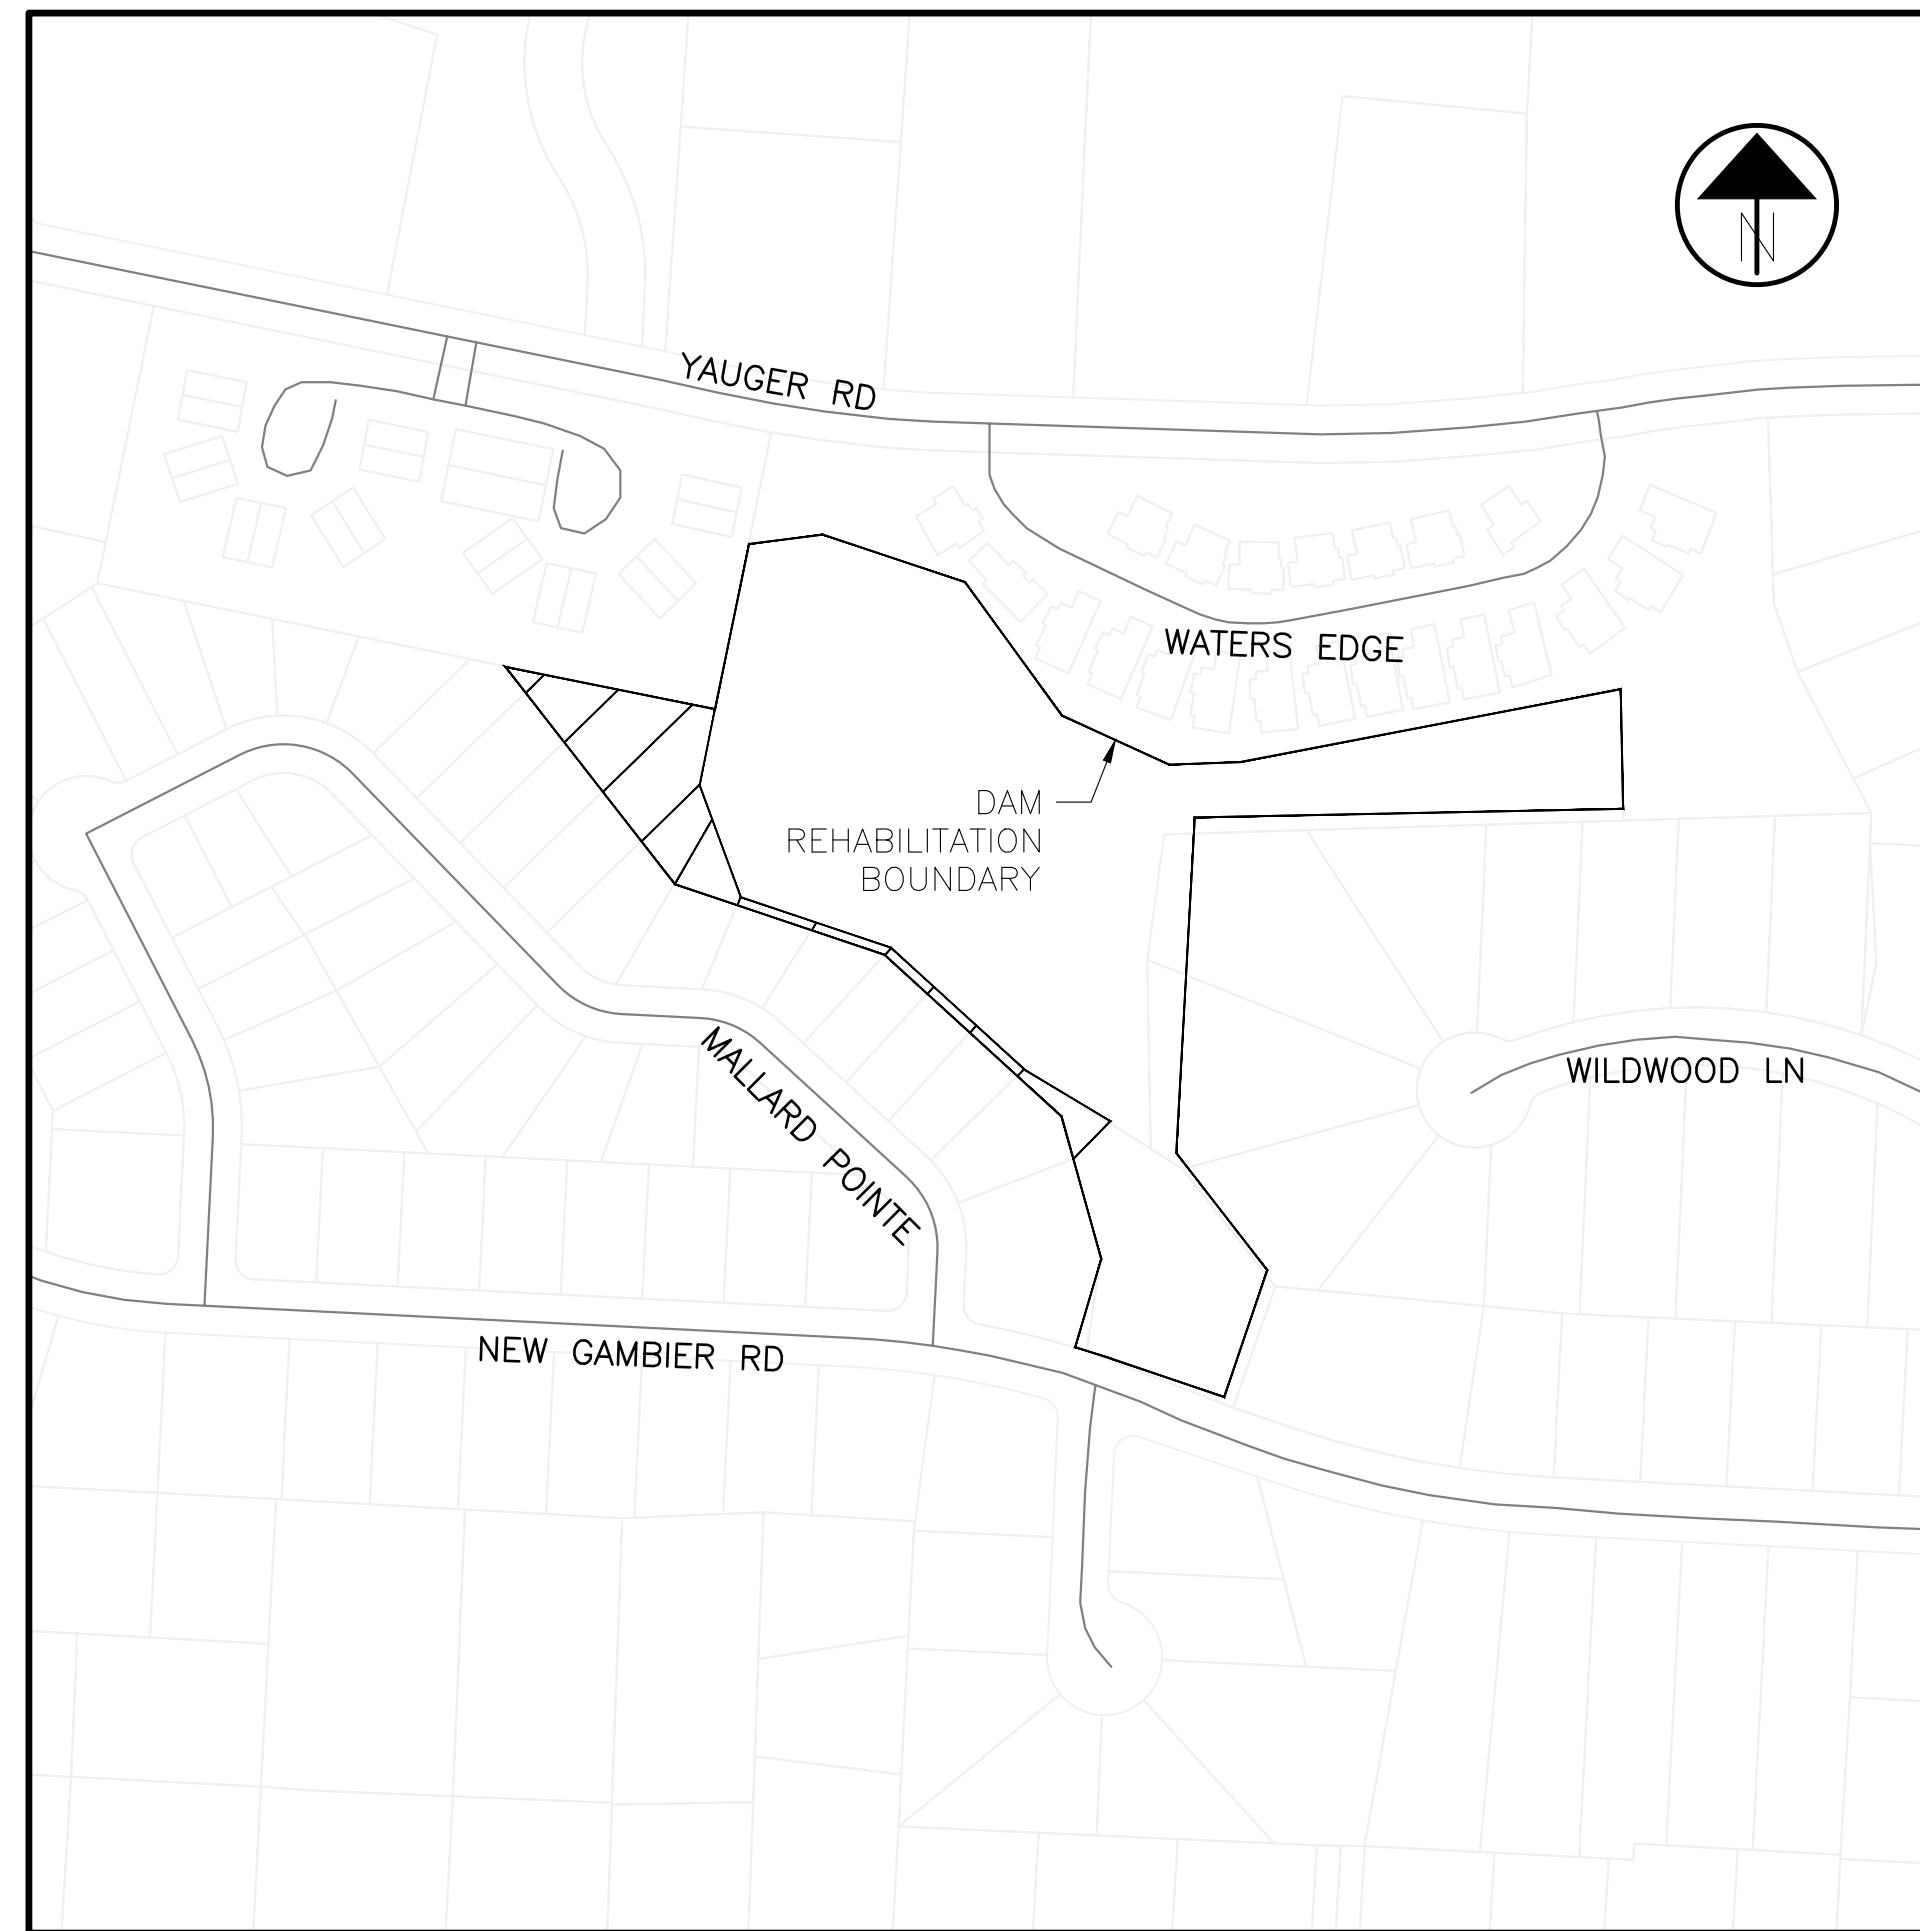 N
YAUGER RD
WATERS EDGE
DAM
REHABILITATION
BOUNDARY
MALLARD POINTE
WILDWOOD LN
NEW GAMBIER RD